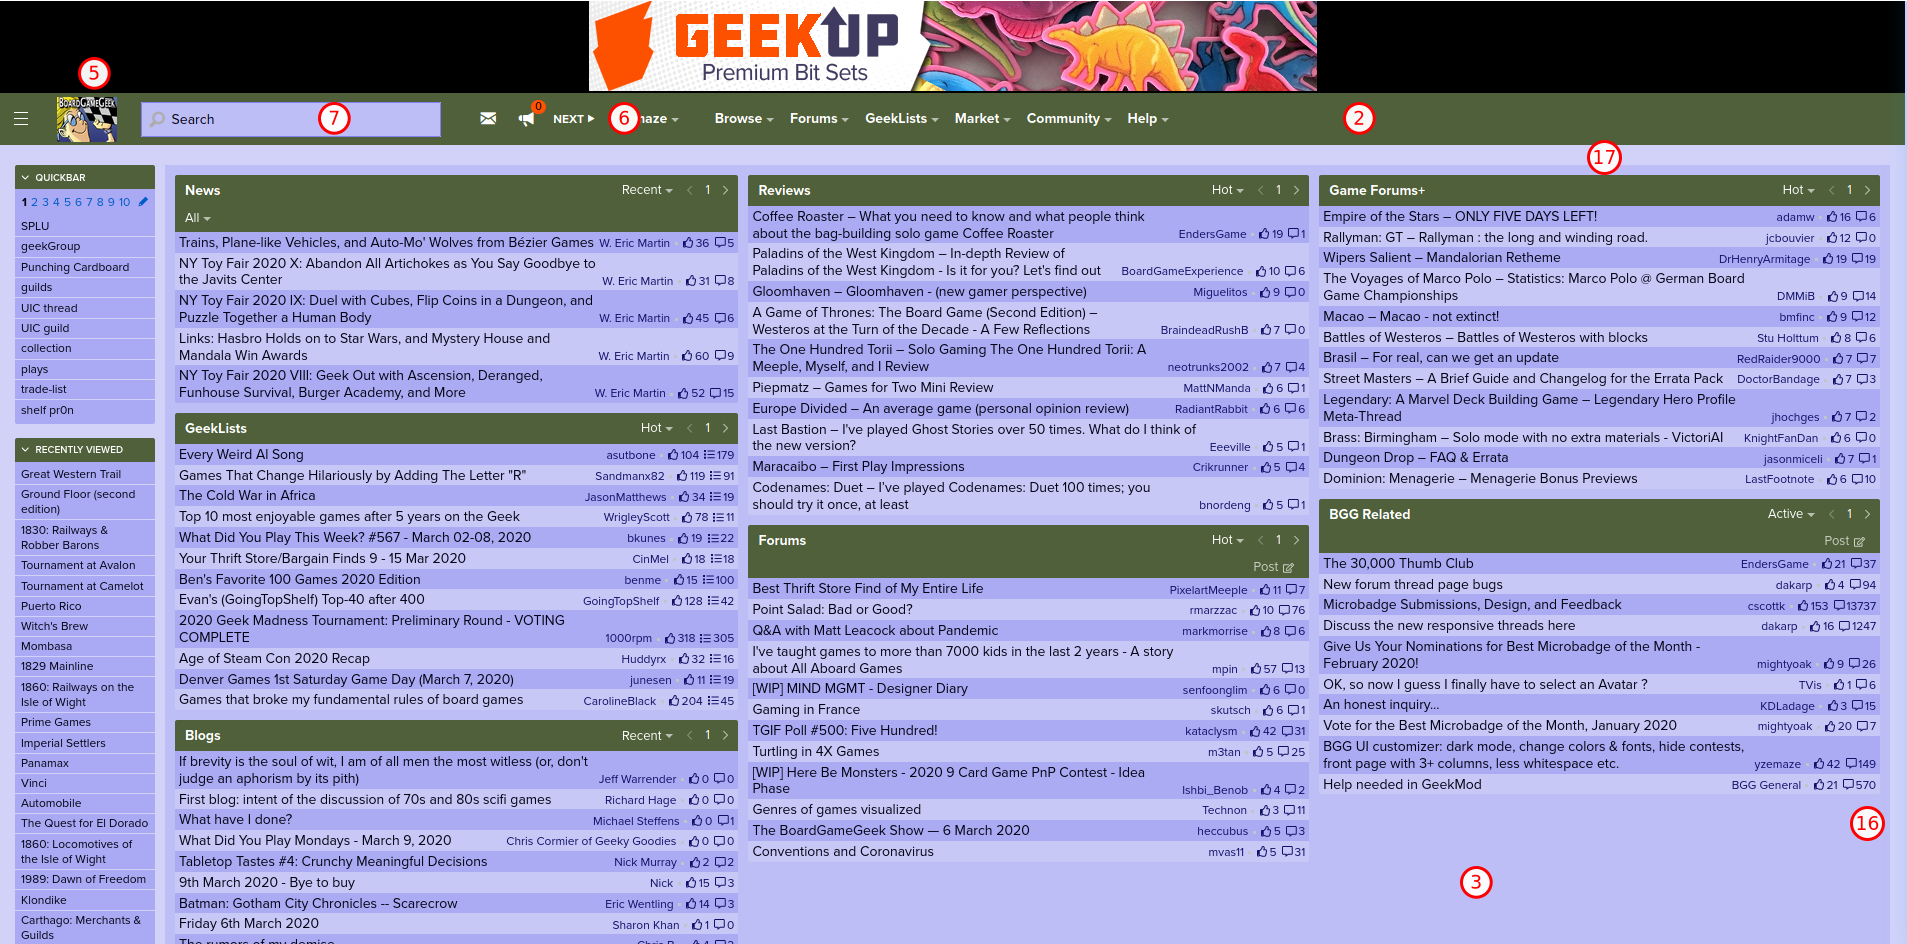 GEEKUP
Premium Bit Sets
5
BOARDGAMEGEEK
Search
7
0
NEXT
6
maze
Browse
Forums
GeekLists
Market
Community
Help
2
17
QUICKBAR
1 2 3 4 5 6 7 8 9 10
SPLU
geekGroup
Punching Cardboard
guilds
UIC thread
UIC guild
collection
plays
trade-list
shelf pr0n
RECENTLY VIEWED
Great Western Trail
Ground Floor (second
edition)
1830: Railways &
Robber Barons
Tournament at Avalon
Tournament at Camelot
Puerto Rico
Witch's Brew
Mombasa
1829 Mainline
1860: Railways on the
Isle of Wight
Prime Games
Imperial Settlers
Panamax
Vinci
Automobile
The Quest for El Dorado
1860: Locomotives of
the Isle of Wight
1989: Dawn of Freedom
Klondike
Carthago: Merchants &
Guilds
News Recent 1
All
Trains, Plane-like Vehicles, and Auto-Mo' Wolves from Bézier Games W. Eric Martin 36 5
NY Toy Fair 2020 X: Abandon All Artichokes as You Say Goodbye to
the Javits Center W. Eric Martin 31 8
NY Toy Fair 2020 IX: Duel with Cubes, Flip Coins in a Dungeon, and
Puzzle Together a Human Body W. Eric Martin 45 6
Links: Hasbro Holds on to Star Wars, and Mystery House and
Mandala Win Awards W. Eric Martin 60 9
NY Toy Fair 2020 VIII: Geek Out with Ascension, Deranged,
Funhouse Survival, Burger Academy, and More W. Eric Martin 52 15
GeekLists Hot 1
Every Weird Al Song asutbone 104 179
Games That Change Hilariously by Adding The Letter "R" Sandmanx82 119 91
The Cold War in Africa JasonMatthews 34 19
Top 10 most enjoyable games after 5 years on the Geek WrigleyScott 78 11
What Did You Play This Week? #567 - March 02-08, 2020 bkunes 19 22
Your Thrift Store/Bargain Finds 9 - 15 Mar 2020 CinMel 18 18
Ben's Favorite 100 Games 2020 Edition benme 15 100
Evan's (GoingTopShelf) Top-40 after 400 GoingTopShelf 128 42
2020 Geek Madness Tournament: Preliminary Round - VOTING
COMPLETE 1000rpm 318 305
Age of Steam Con 2020 Recap Huddyrx 32 16
Denver Games 1st Saturday Game Day (March 7, 2020) junesen 11 19
Games that broke my fundamental rules of board games CarolineBlack 204 45
Blogs Recent 1
If brevity is the soul of wit, I am of all men the most witless (or, don't
judge an aphorism by its pith) Jeff Warrender 0 0
First blog: intent of the discussion of 70s and 80s scifi games Richard Hage 0 0
What have I done? Michael Steffens 0 1
What Did You Play Mondays - March 9, 2020 Chris Cormier of Geeky Goodies 0 0
Tabletop Tastes #4: Crunchy Meaningful Decisions Nick Murray 2 2
9th March 2020 - Bye to buy Nick 15 3
Batman: Gotham City Chronicles -- Scarecrow Eric Wentling 14 3
Friday 6th March 2020 Sharon Khan 1 0
The rumors of my demise
Reviews Hot 1
Coffee Roaster – What you need to know and what people think
about the bag-building solo game Coffee Roaster EndersGame 19 1
Paladins of the West Kingdom – In-depth Review of
Paladins of the West Kingdom - Is it for you? Let's find out BoardGameExperience 10 6
Gloomhaven – Gloomhaven - (new gamer perspective) Miguelitos 9 0
A Game of Thrones: The Board Game (Second Edition) –
Westeros at the Turn of the Decade - A Few Reflections BraindeadRushB 7 0
The One Hundred Torii – Solo Gaming The One Hundred Torii: A
Meeple, Myself, and I Review neotrunks2002 7 4
Piepmatz – Games for Two Mini Review MattNManda 6 1
Europe Divided – An average game (personal opinion review) RadiantRabbit 6 6
Last Bastion – I've played Ghost Stories over 50 times. What do I think of
the new version? Eeeville 5 1
Maracaibo – First Play Impressions Crikrunner 5 4
Codenames: Duet – I've played Codenames: Duet 100 times; you
should try it once, at least bnordeng 5 1
Forums Hot 1
Post
Best Thrift Store Find of My Entire Life PixelartMeeple 11 7
Point Salad: Bad or Good? rmarzzac 10 76
Q&A with Matt Leacock about Pandemic markmorrise 8 6
I've taught games to more than 7000 kids in the last 2 years - A story
about All Aboard Games mpin 57 13
[WIP] MIND MGMT - Designer Diary senfoonglim 6 0
Gaming in France skutsch 6 1
TGIF Poll #500: Five Hundred! kataclysm 42 31
Turtling in 4X Games m3tan 5 25
[WIP] Here Be Monsters - 2020 9 Card Game PnP Contest - Idea
Phase Ishbi_Benob 4 2
Genres of games visualized Technon 3 11
The BoardGameGeek Show — 6 March 2020 heccubus 5 3
Conventions and Coronavirus mvas11 5 31
Game Forums+ Hot 1
Empire of the Stars – ONLY FIVE DAYS LEFT! adamw 16 6
Rallyman: GT – Rallyman : the long and winding road. jcbouvier 12 0
Wipers Salient – Mandalorian Retheme DrHenryArmitage 19 19
The Voyages of Marco Polo – Statistics: Marco Polo @ German Board
Game Championships DMMiB 9 14
Macao – Macao - not extinct! bmfinc 9 12
Battles of Westeros – Battles of Westeros with blocks Stu Holttum 8 6
Brasil – For real, can we get an update RedRaider9000 7 7
Street Masters – A Brief Guide and Changelog for the Errata Pack DoctorBandage 7 3
Legendary: A Marvel Deck Building Game – Legendary Hero Profile
Meta-Thread jhochges 7 2
Brass: Birmingham – Solo mode with no extra materials - VictoriAI KnightFanDan 6 0
Dungeon Drop – FAQ & Errata jasonmiceli 7 1
Dominion: Menagerie – Menagerie Bonus Previews LastFootnote 6 10
BGG Related Active 1
Post
The 30,000 Thumb Club EndersGame 21 37
New forum thread page bugs dakarp 4 94
Microbadge Submissions, Design, and Feedback cscottk 153 13737
Discuss the new responsive threads here dakarp 16 1247
Give Us Your Nominations for Best Microbadge of the Month -
February 2020! mightyoak 9 26
OK, so now I guess I finally have to select an Avatar ? TVis 1 6
An honest inquiry... KDLadage 3 15
Vote for the Best Microbadge of the Month, January 2020 mightyoak 20 7
BGG UI customizer: dark mode, change colors & fonts, hide contests,
front page with 3+ columns, less whitespace etc. yzemaze 42 149
Help needed in GeekMod BGG General 21 570
16
3